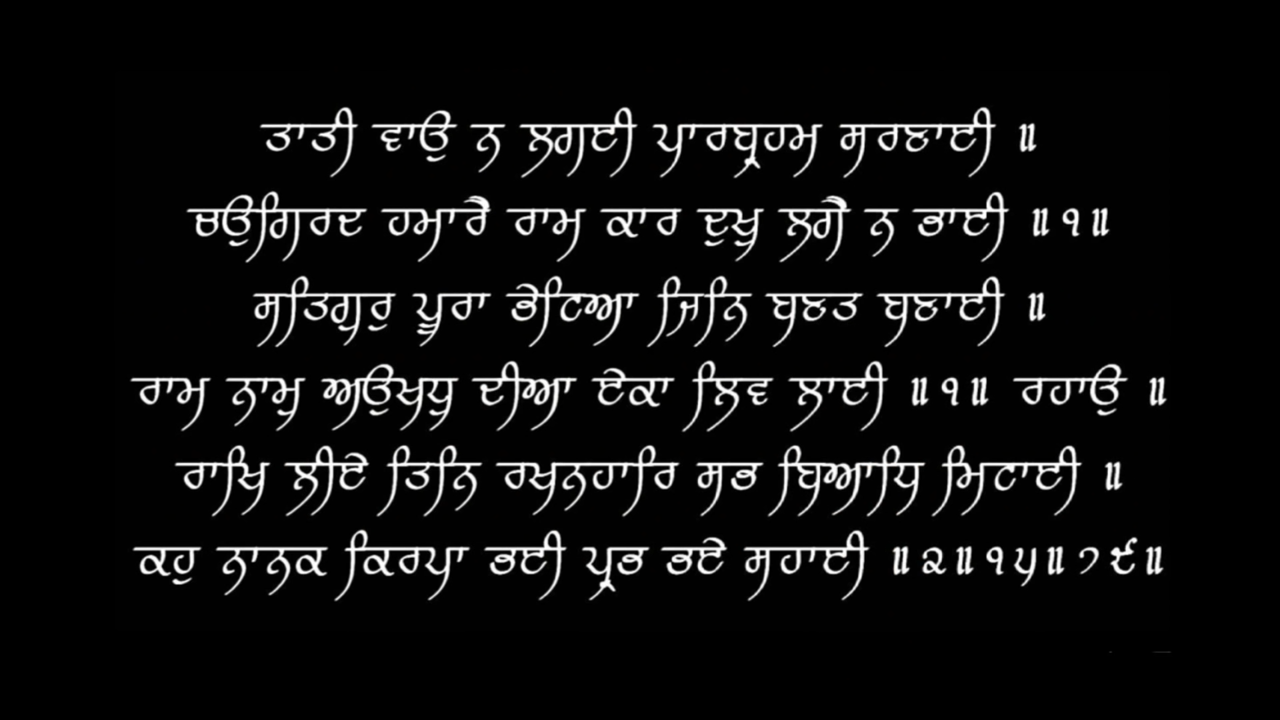 ਤਾਤੀ ਵਾਉ ਨ ਲਗਈ ਪਾਰਬ੍ਰਹਮ ਸਰਣਾਈ ॥
ਚਉਗਿਰਦ ਹਮਾਰੈ ਰਾਮ ਕਾਰ ਦੁਖੁ ਲਗੈ ਨ ਭਾਈ ॥੧॥
ਸਤਿਗੁਰੁ ਪੂਰਾ ਭੇਟਿਆ ਜਿਨਿ ਬਣਤ ਬਣਾਈ ॥
ਰਾਮ ਨਾਮੁ ਅਉਖਧੁ ਦੀਆ ਏਕਾ ਲਿਵ ਲਾਈ ॥੧॥ ਰਹਾਉ ॥
ਰਾਖਿ ਲੀਏ ਤਿਨਿ ਰਖਨਹਾਰਿ ਸਭ ਬਿਆਧਿ ਮਿਟਾਈ ॥
ਕਹੁ ਨਾਨਕ ਕਿਰਪਾ ਭਈ ਪ੍ਰਭ ਭਏ ਸਹਾਈ ॥੨॥੧੫॥੭੯॥